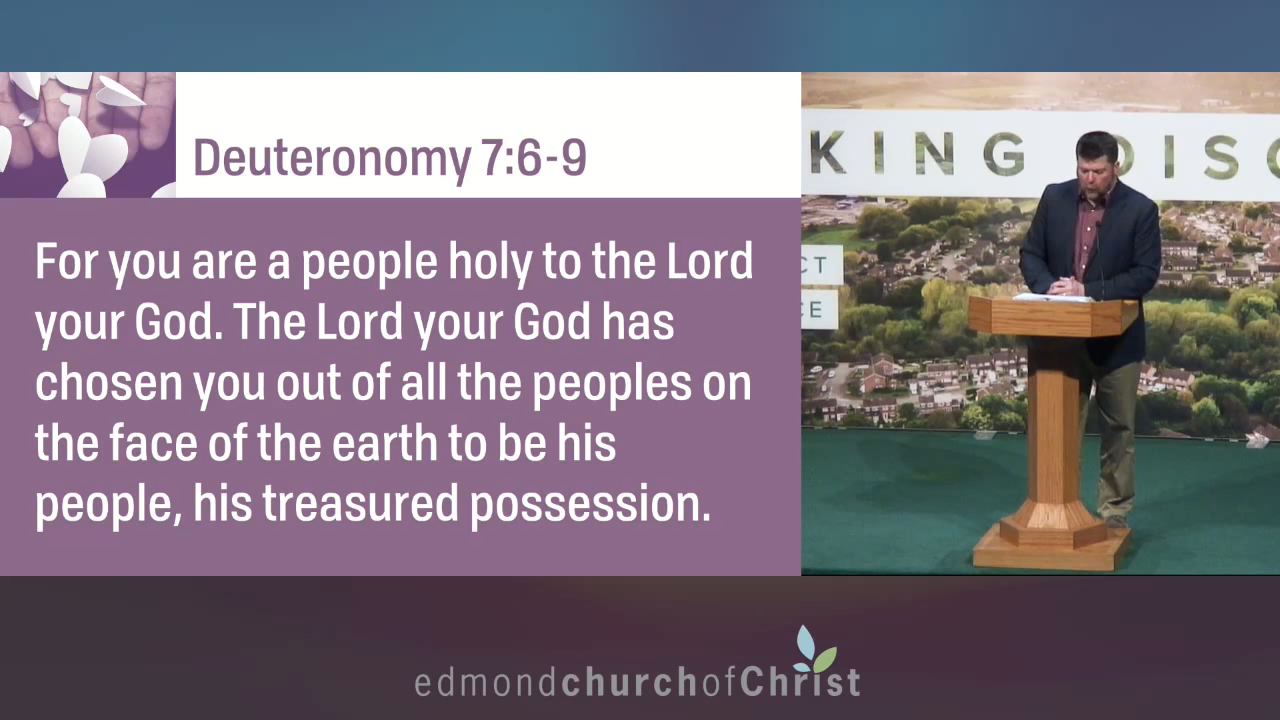 Deuteronomy 7:6-9
For you are a people holy to the Lord
your God. The Lord your God has
chosen you out of all the peoples on
the face of the earth to be his
people, his treasured possession.
KING DISC
CT
CE
edmondchurchofChrist